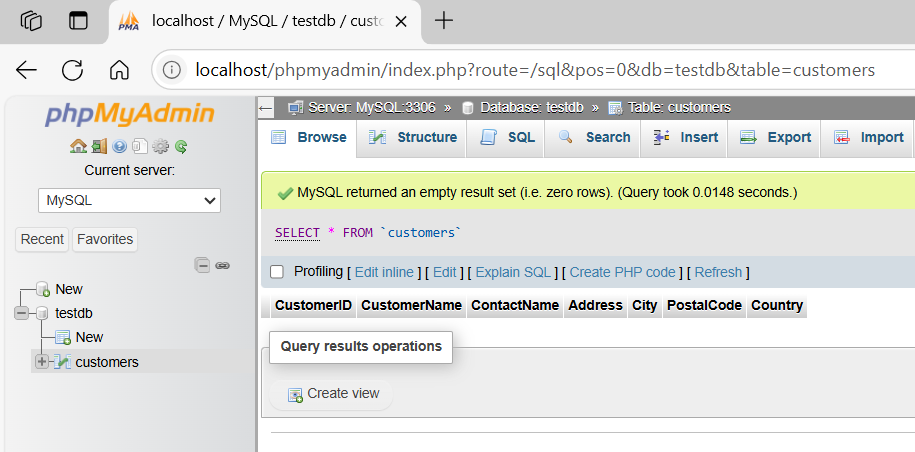 localhost / MySQL / testdb / custo
localhost/phpmyadmin/index.php?route=/sql&pos=0&db=testdb&table=customers
phpMyAdmin
Current server:
MySQL
Recent Favorites
New
testdb
New
customers
Server: MySQL:3306 » Database: testdb » Table: customers
Browse Structure SQL Search Insert Export Import
MySQL returned an empty result set (i.e. zero rows). (Query took 0.0148 seconds.)
SELECT * FROM `customers`
Profiling [ Edit inline ] [ Edit ] [ Explain SQL ] [ Create PHP code ] [ Refresh ]
CustomerID CustomerName ContactName Address City PostalCode Country
Query results operations
Create view